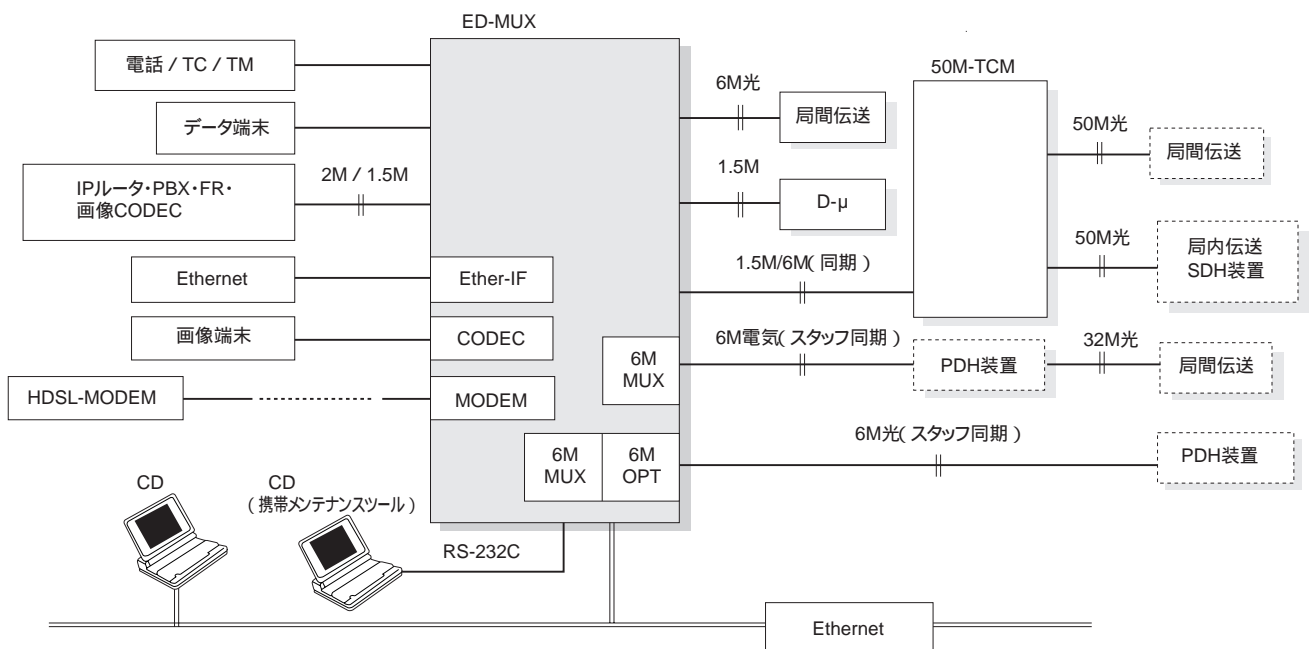 ED-MUX
電話 / TC / TM
データ端末
IPルータ・PBX・FR・
画像CODEC
2M / 1.5M
Ethernet
Ether-IF
画像端末
CODEC
HDSL-MODEM
MODEM
6M
MUX
6M
MUX
6M
OPT
6M光
局間伝送
1.5M
D-μ
1.5M/6M(同期)
50M-TCM
50M光
局間伝送
50M光
局内伝送
SDH装置
6M電気(スタッフ同期)
PDH装置
32M光
局間伝送
6M光(スタッフ同期)
PDH装置
CD
CD
(携帯メンテナンスツール)
RS-232C
Ethernet